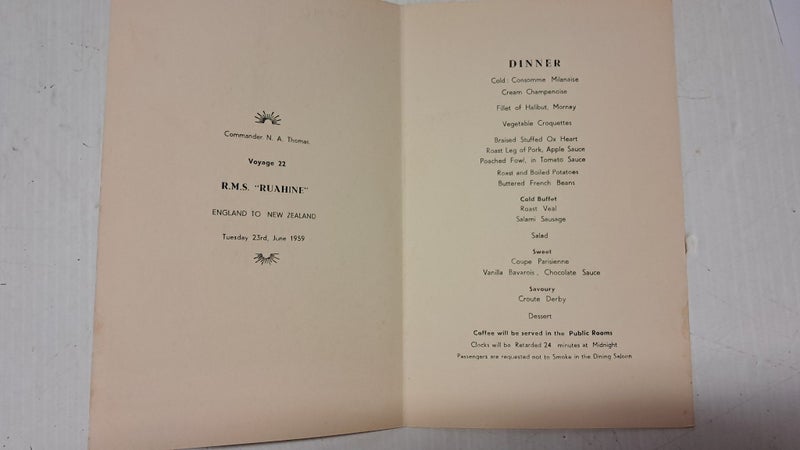 Commander N. A. Thomas.
Voyage 22
R.M.S. "RUAHINE"
ENGLAND TO NEW ZEALAND
Tuesday 23rd, June 1959
DINNER
Cold: Consomme Milanaise
Cream Champenoise
Fillet of Halibut, Mornay
Vegetable Croquettes
Braised Stuffed Ox Heart
Roast Leg of Pork, Apple Sauce
Poached Fowl, in Tomato Sauce
Roast and Boiled Potatoes
Buttered French Beans
Cold Buffet
Roast Veal
Salami Sausage
Salad
Sweet
Coupe Parisienne
Vanilla Bavarois, Chocolate Sauce
Savoury
Croute Derby
Dessert
Coffee will be served in the Public Rooms
Clocks will be Retarded 24 minutes at Midnight
Passengers are requested not to Smoke in the Dining Saloon